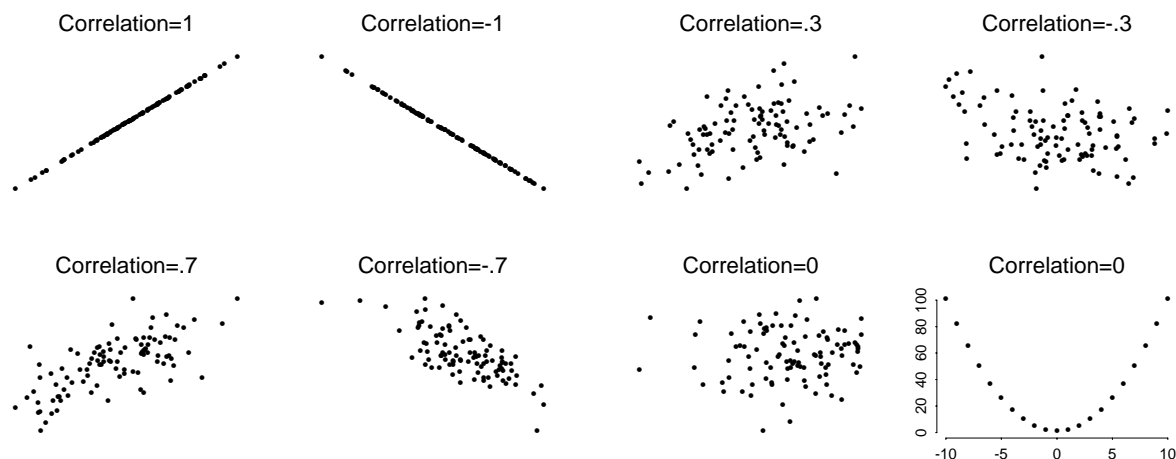 Correlation=1
Correlation=-1
Correlation=.3
Correlation=-.3
Correlation=.7
Correlation=-.7
Correlation=0
Correlation=0
100
80
60
40
20
0
-10 -5 0 5 10